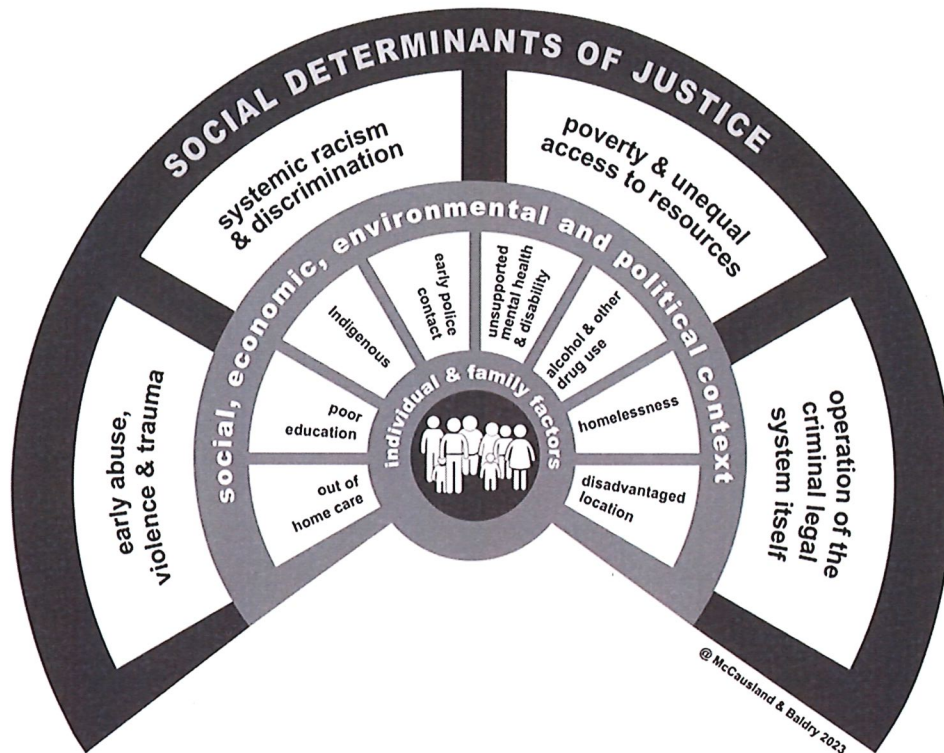 SOCIAL DETERMINANTS OF JUSTICE
early abuse,
violence & trauma
systemic racism
& discrimination
poverty & unequal
access to resources
operation of the
criminal legal
system itself
social, economic, environmental and political context
out of
home care
poor
education
Indigenous
early police
contact
unsupported
mental health
& disability
alcohol & other
drug use
homelessness
disadvantaged
location
individual & family factors
@ McCausland & Baldry 2023